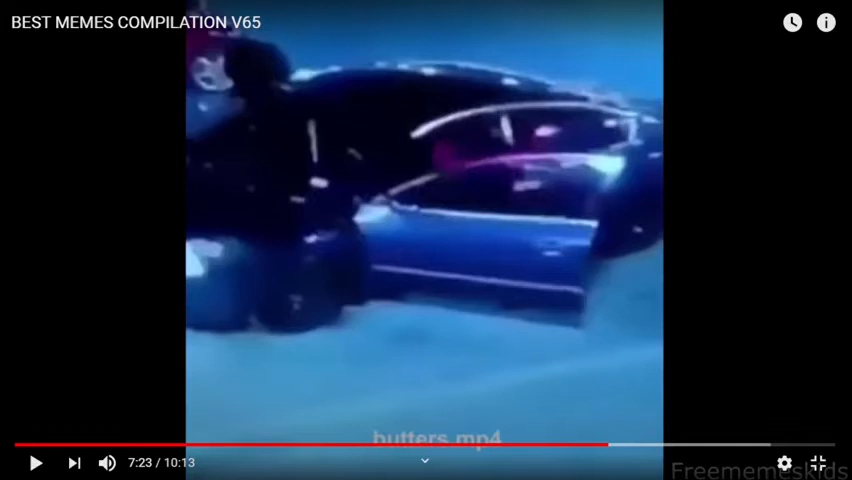 BEST MEMES COMPILATION V65
butters.mp4
7:23 / 10:13
Freememeskids